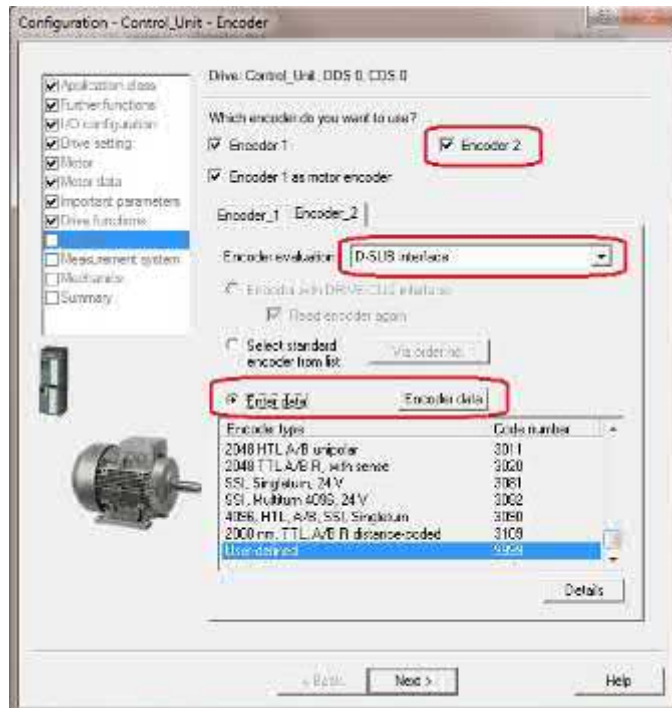 Configuration - Control_Unit - Encoder
Drive: Control_Unit, DDS 0, CDS 0
Application class
Further functions
I/O configuration
Drive setting
Motor
Motor data
Important parameters
Drive functions
Measurement system
Mechanics
Summary
Which encoder do you want to use?
Encoder 1
Encoder 2
Encoder 1 as motor encoder
Encoder_1 Encoder_2
Encoder evaluation: D-SUB interface
Encoder with DRIVE-CLiQ interface
Read encoder again
Select standard
encoder from list
Via order no.
Enter data
Encoder data
Encoder type Code number
2048 HTL A/B unipolar 3011
2048 TTL A/B R, with sense 3020
SSI, Singleturn, 24 V 3081
SSI, Multiturn 4096, 24 V 3082
4096, HTL, A/B, SSI, Singleturn 3090
2000 nm, TTL, A/B R distance-coded 3109
User-defined 9999
Details
< Back
Next >
Help